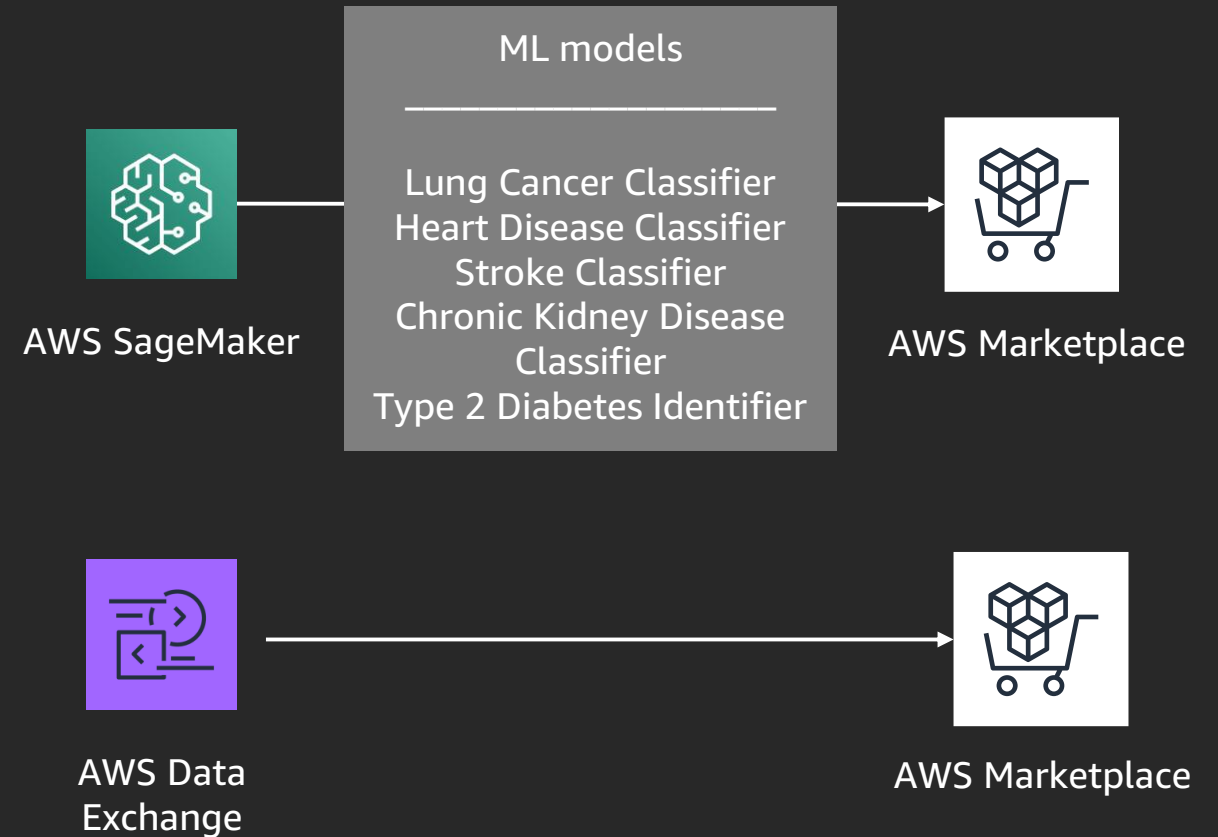 ML models
Lung Cancer Classifier
Heart Disease Classifier
Stroke Classifier
Chronic Kidney Disease
Classifier
Type 2 Diabetes Identifier
AWS SageMaker
AWS Marketplace
AWS Data
Exchange
AWS Marketplace